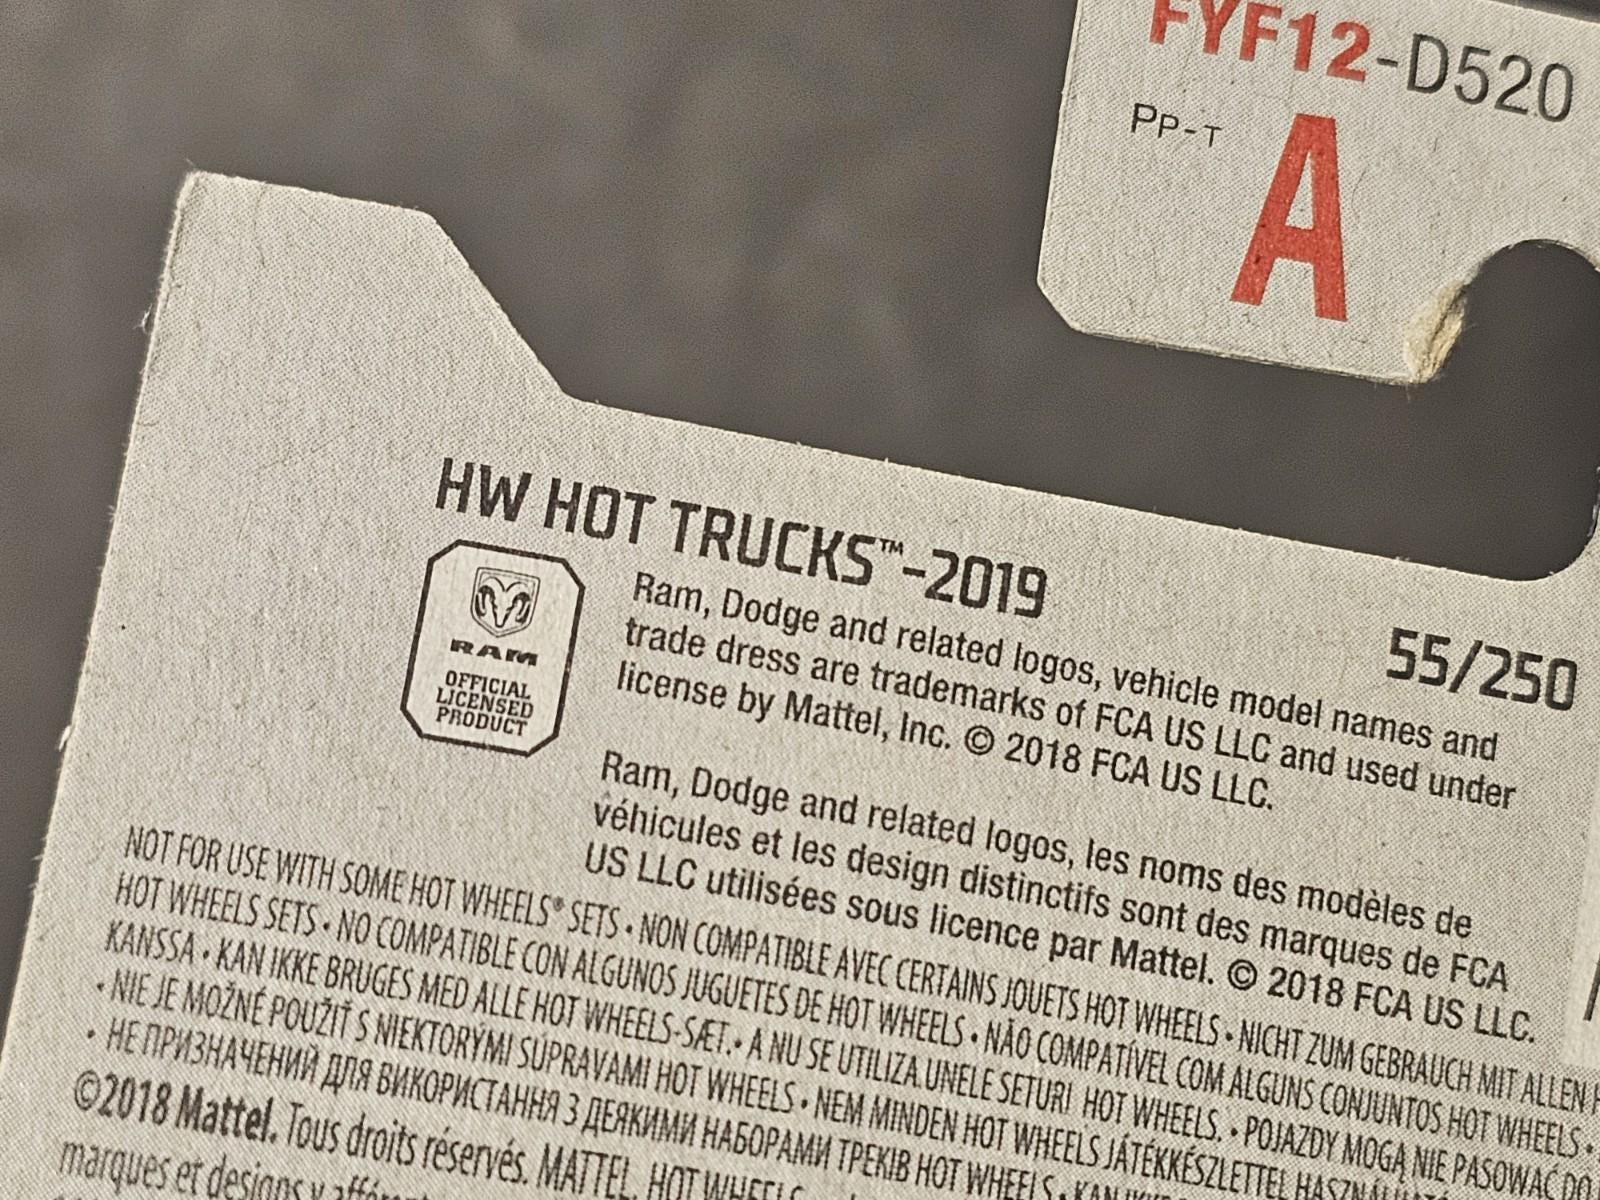 FYF12-D520
PP-T
A
HW HOT TRUCKS™-2019
55/250
RAM
OFFICIAL
LICENSED
PRODUCT
Ram, Dodge and related logos, vehicle model names and
trade dress are trademarks of FCA US LLC and used under
license by Mattel, Inc. © 2018 FCA US LLC.
Ram, Dodge and related logos, les noms des modèles de
véhicules et les design distinctifs sont des marques de FCA
US LLC utilisées sous licence par Mattel. © 2018 FCA US LLC.
NOT FOR USE WITH SOME HOT WHEELS® SETS • NON COMPATIBLE AVEC CERTAINS JOUETS HOT WHEELS • NICHT ZUM GEBRAUCH MIT ALLEN
HOT WHEELS SETS • NO COMPATIBLE CON ALGUNOS JUGUETES DE HOT WHEELS • NÃO COMPATÍVEL COM ALGUNS CONJUNTOS HOT WHEELS •
KANSSA • KAN IKKE BRUGES MED ALLE HOT WHEELS-SÆT. • A NU SE UTILIZA UNELE SETURI HOT WHEELS. • POJAZDY MOGĄ NIE PASOWAĆ DO
• NIE JE MOŽNÉ POUŽIŤ S NIEKTORÝMI SÚPRAVAMI HOT WHEELS • NEM MINDEN HOT WHEELS JÁTÉKKÉSZLETTEL
• НЕ ПРИЗНАЧЕНИЙ ДЛЯ ВИКОРИСТАННЯ З ДЕЯКИМИ НАБОРАМИ ТРЕКІВ HOT WHEELS • KAN IKKE
©2018 Mattel. Tous droits réservés. MATTEL, HOT WHEELS
marques et designs y